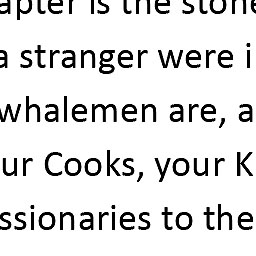 apter is the stone
a stranger were i
whalemen are, a
ur Cooks, your K
ssionaries to the